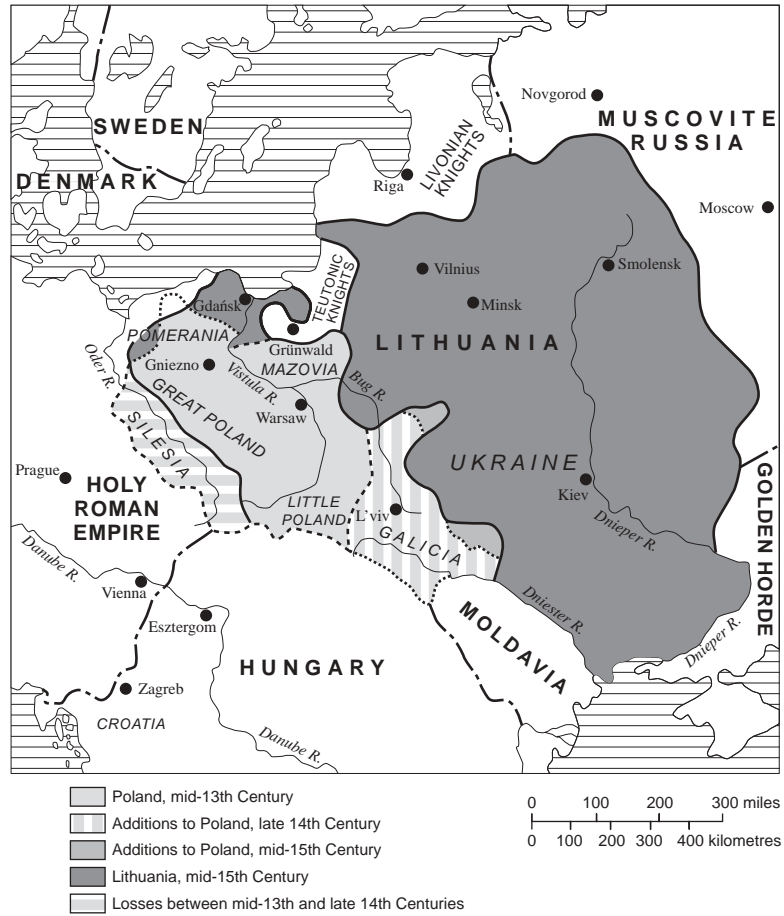 Novgorod
MUSCOVITE
RUSSIA
SWEDEN
LIVONIAN
KNIGHTS
DENMARK
Riga
Moscow
TEUTONIC
KNIGHTS
Vilnius
Smolensk
Gdańsk
Minsk
POMERANIA
Grünwald
LITHUANIA
Oder R.
Gniezno
Vistula R.
MAZOVIA
Bug R.
GREAT POLAND
Warsaw
SILESIA
UKRAINE
Prague
HOLY
ROMAN
EMPIRE
LITTLE
POLAND
L'viv
Kiev
GALICIA
Dnieper R.
GOLDEN HORDE
Danube R.
Vienna
Esztergom
Dniester R.
MOLDAVIA
Dnieper R.
HUNGARY
Zagreb
CROATIA
Danube R.
Poland, mid-13th Century
Additions to Poland, late 14th Century
Additions to Poland, mid-15th Century
Lithuania, mid-15th Century
Losses between mid-13th and late 14th Centuries
0 100 200 300 miles
0 100 200 300 400 kilometres